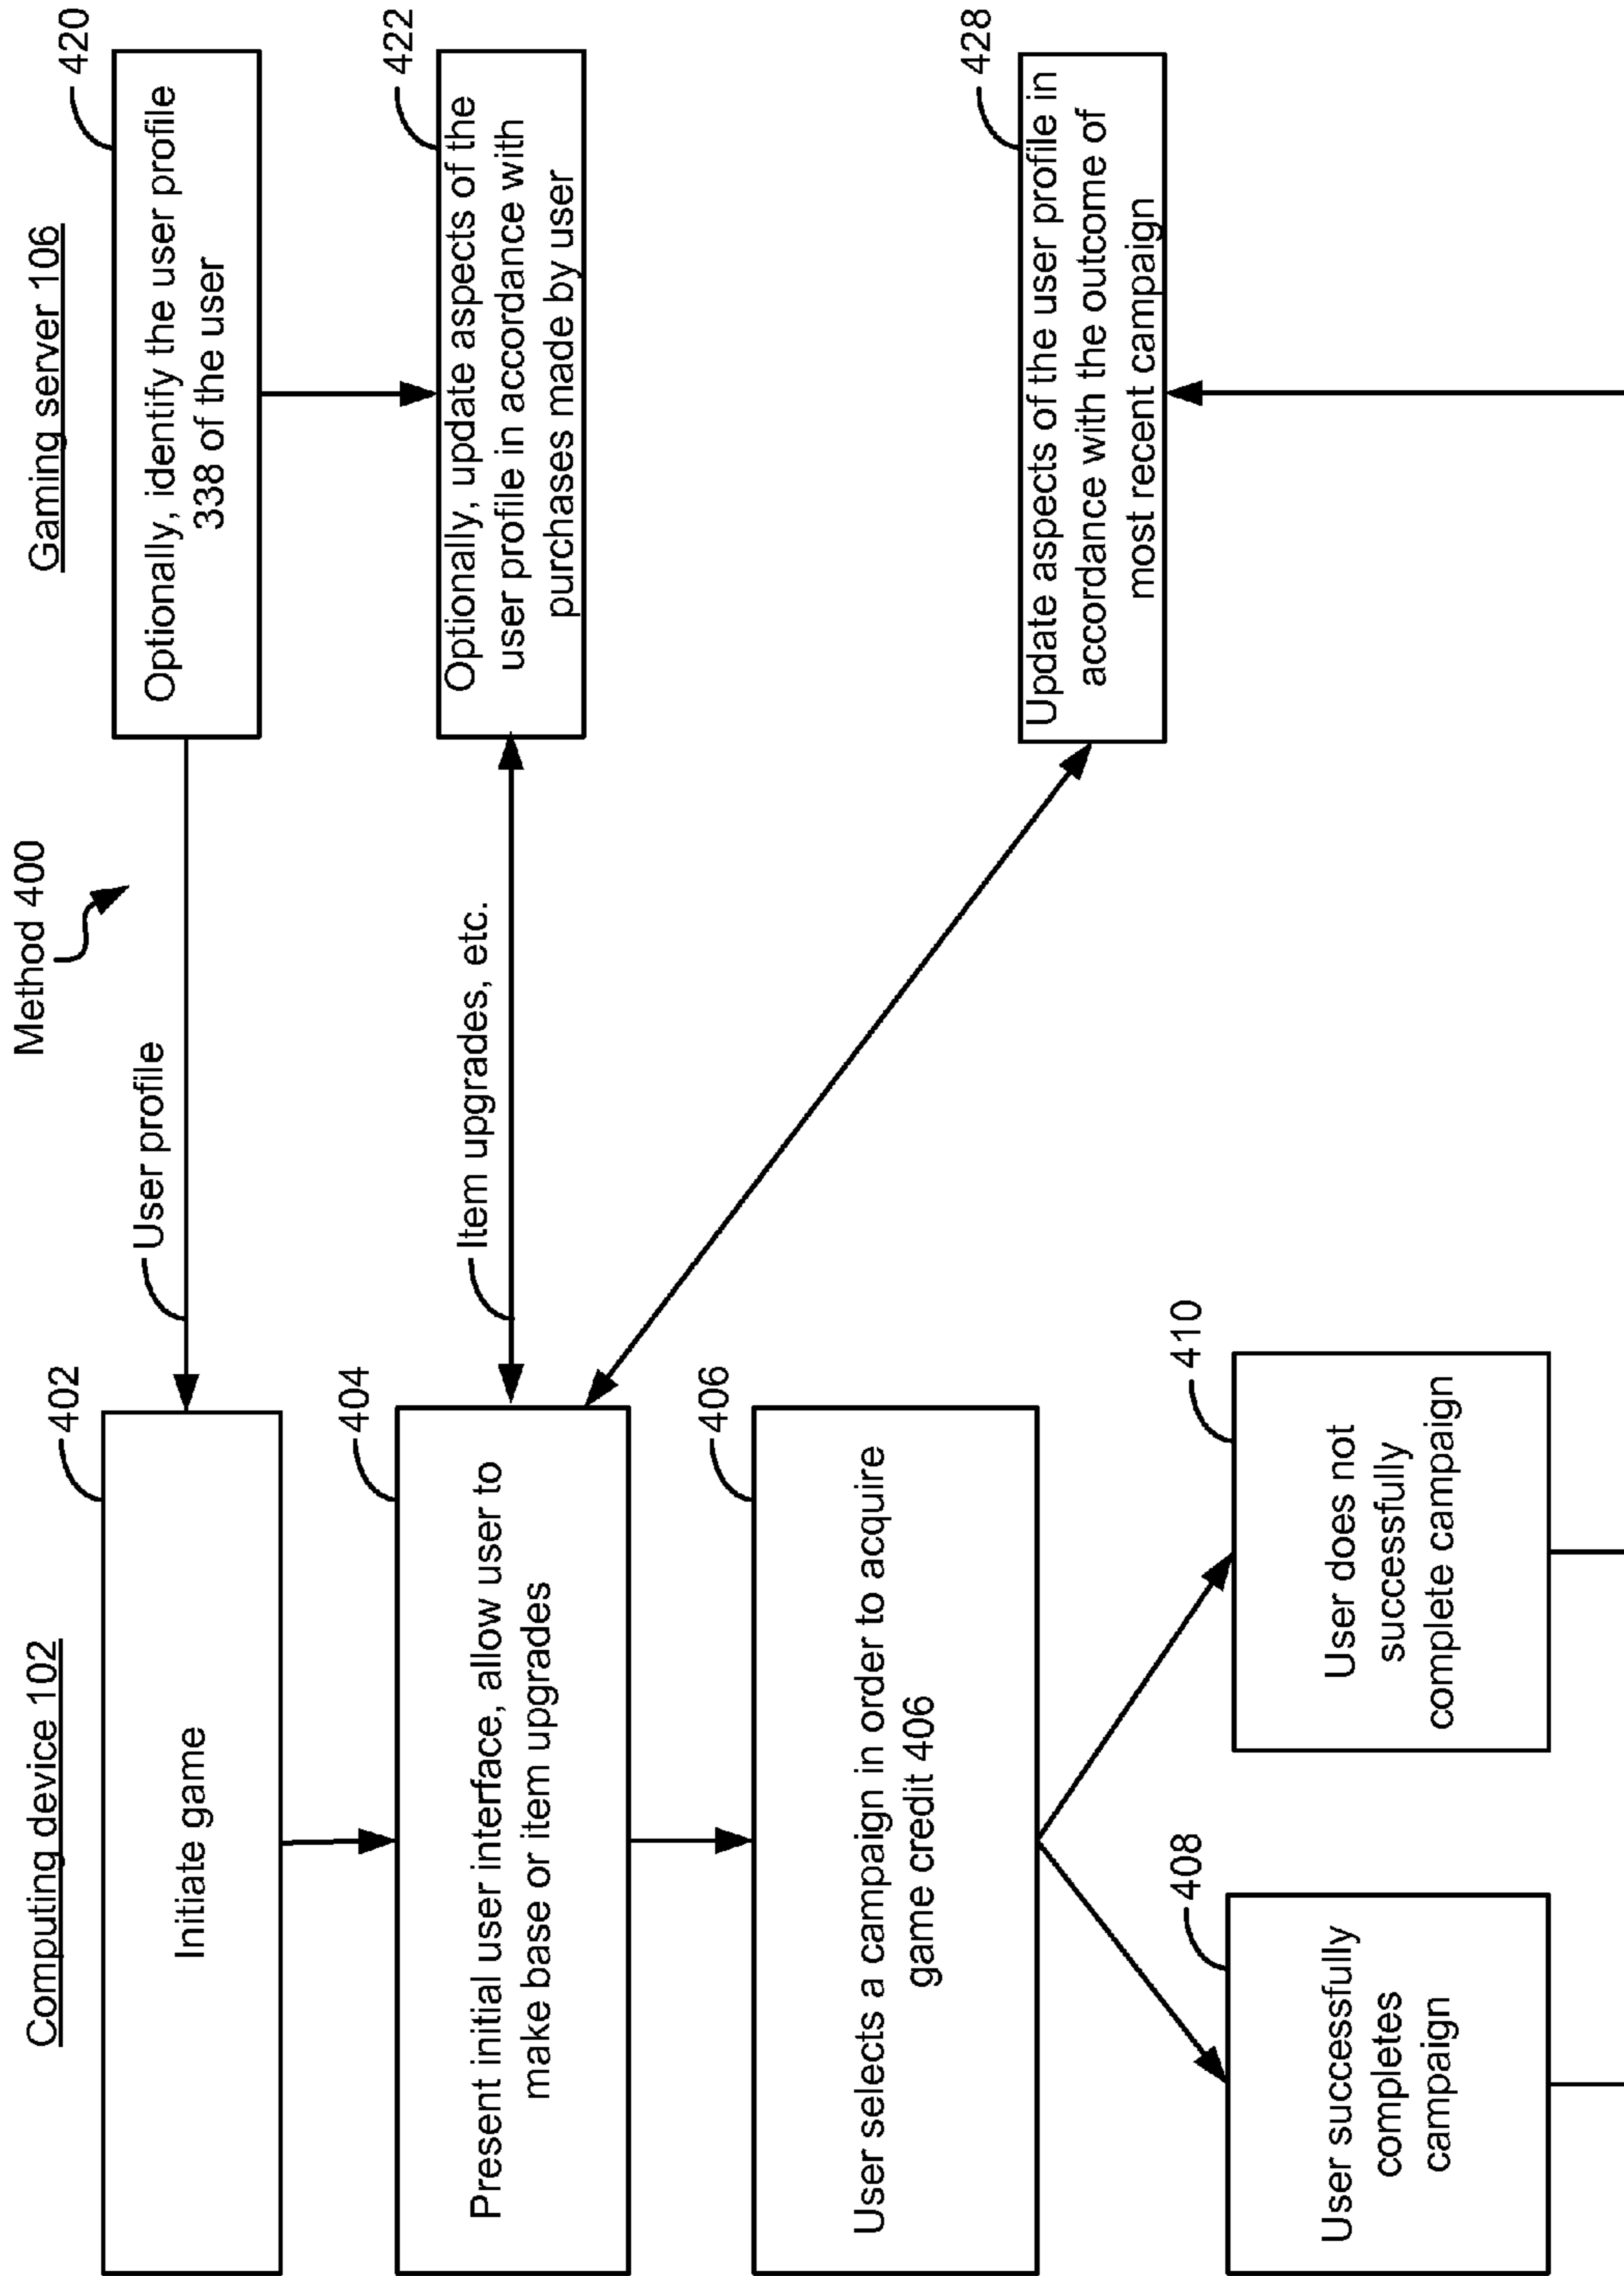 Method 400
Computing device 102
Gaming server 106
402
Initiate game
User profile
420
Optionally, identify the user profile
338 of the user
404
Present initial user interface, allow user to
make base or item upgrades
Item upgrades, etc.
422
Optionally, update aspects of the
user profile in accordance with
purchases made by user
406
User selects a campaign in order to acquire
game credit 406
428
Update aspects of the user profile in
accordance with the outcome of
most recent campaign
408
User successfully
completes
campaign
410
User does not
successfully
complete campaign